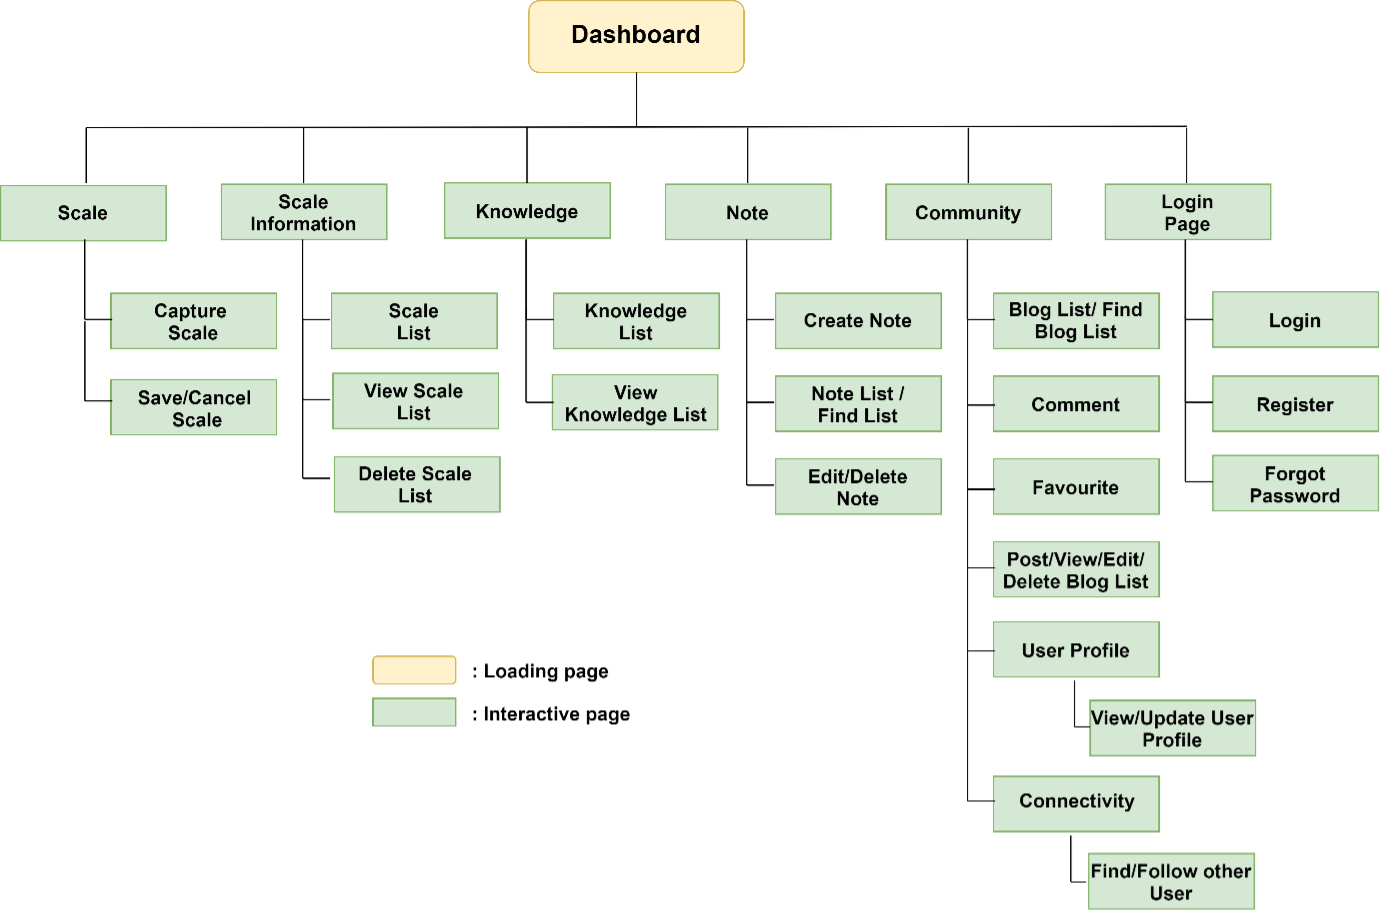 Dashboard
Scale
Scale
Information
Knowledge
Note
Community
Login
Page
Capture
Scale
Save/Cancel
Scale
Scale
List
View Scale
List
Delete Scale
List
Knowledge
List
View
Knowledge List
Create Note
Note List /
Find List
Edit/Delete
Note
Blog List/ Find
Blog List
Comment
Favourite
Post/View/Edit/
Delete Blog List
User Profile
View/Update User
Profile
Connectivity
Find/Follow other
User
Login
Register
Forgot
Password
: Loading page
: Interactive page